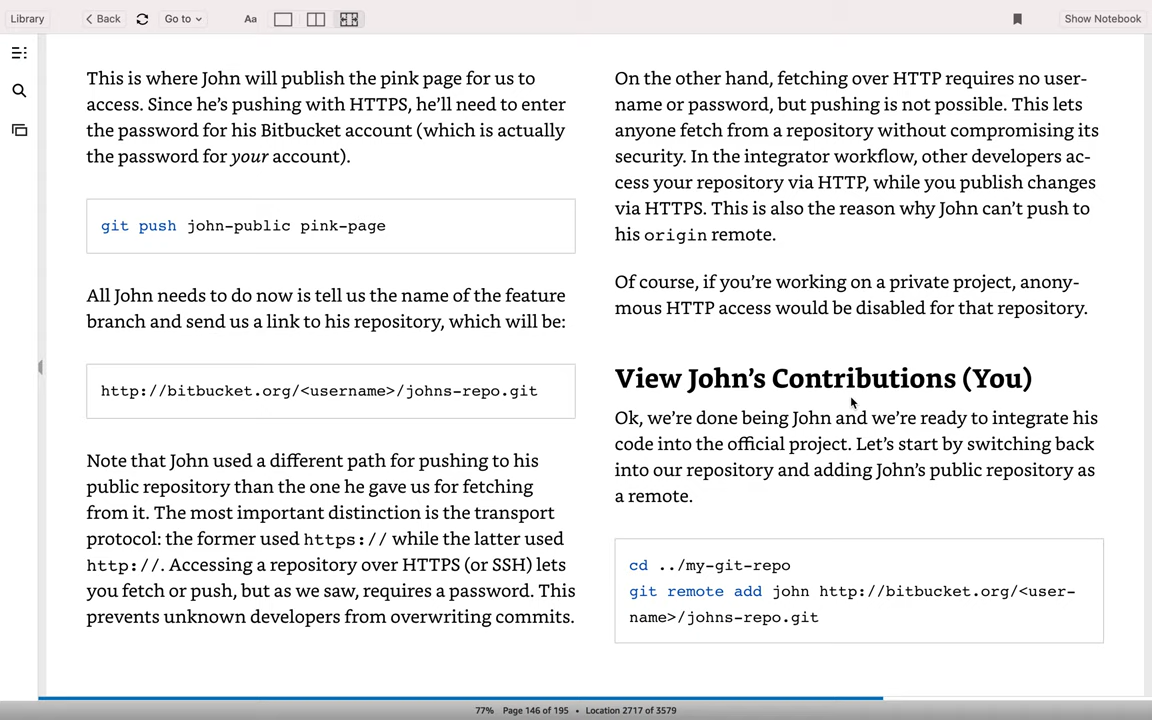 Library
Back
Go to
Aa
Show Notebook
This is where John will publish the pink page for us to
access. Since he’s pushing with HTTPS, he’ll need to enter
the password for his Bitbucket account (which is actually
the password for your account).
git push john-public pink-page
All John needs to do now is tell us the name of the feature
branch and send us a link to his repository, which will be:
http://bitbucket.org/<username>/johns-repo.git
Note that John used a different path for pushing to his
public repository than the one he gave us for fetching
from it. The most important distinction is the transport
protocol: the former used https:// while the latter used
http://. Accessing a repository over HTTPS (or SSH) lets
you fetch or push, but as we saw, requires a password. This
prevents unknown developers from overwriting commits.
On the other hand, fetching over HTTP requires no user-
name or password, but pushing is not possible. This lets
anyone fetch from a repository without compromising its
security. In the integrator workflow, other developers ac-
cess your repository via HTTP, while you publish changes
via HTTPS. This is also the reason why John can’t push to
his origin remote.
Of course, if you’re working on a private project, anony-
mous HTTP access would be disabled for that repository.
View John’s Contributions (You)
Ok, we’re done being John and we’re ready to integrate his
code into the official project. Let’s start by switching back
into our repository and adding John’s public repository as
a remote.
cd ../my-git-repo
git remote add john http://bitbucket.org/<user-
name>/johns-repo.git
77% Page 146 of 195 • Location 2717 of 3579